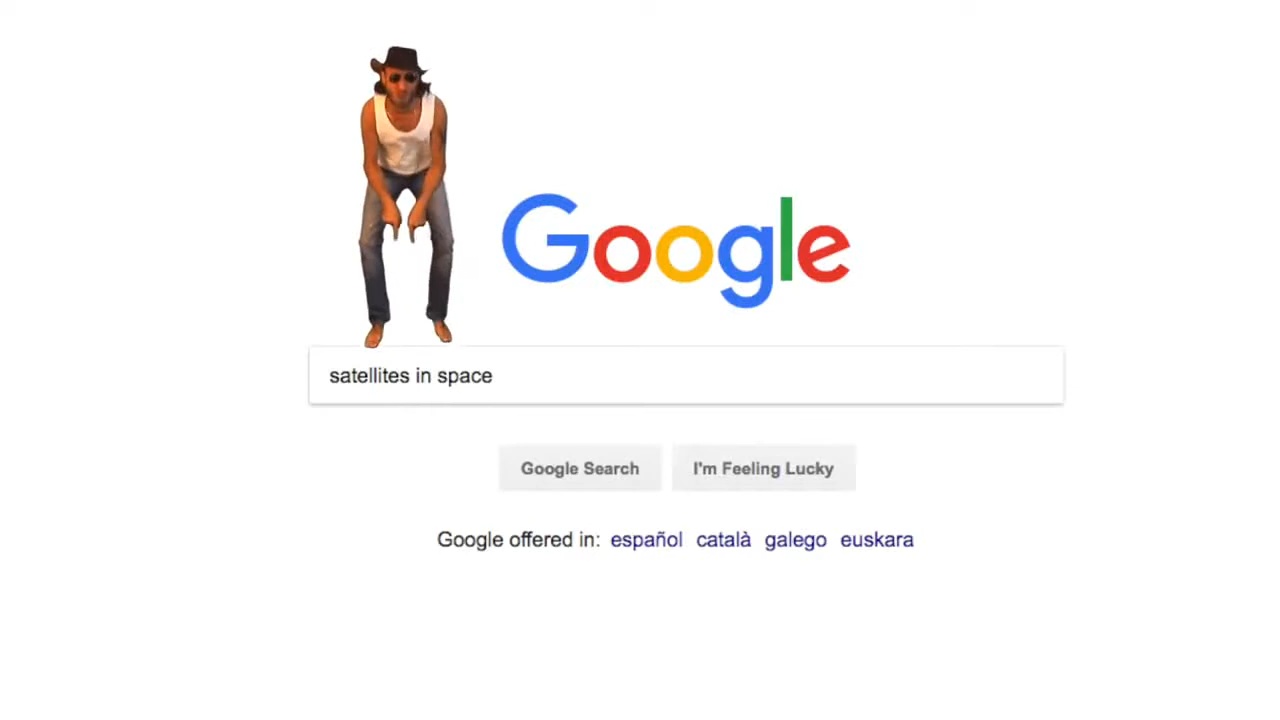 Google
satellites in space
Google Search I'm Feeling Lucky
Google offered in: español català galego euskara